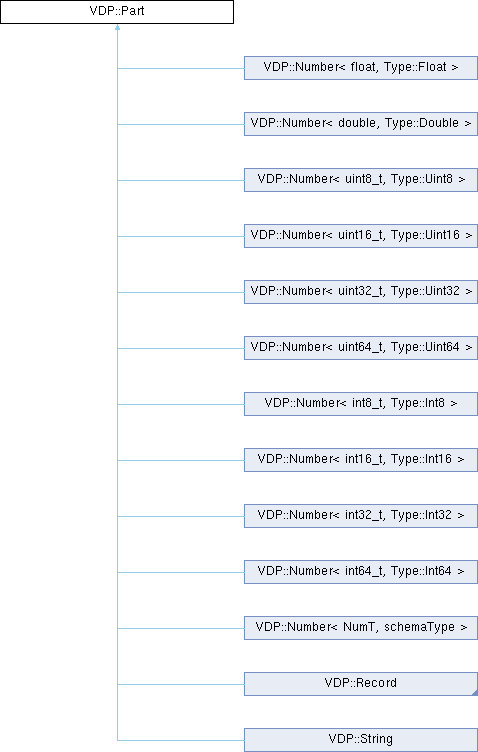 VDP::Part
VDP::Number< float, Type::Float >
VDP::Number< double, Type::Double >
VDP::Number< uint8_t, Type::Uint8 >
VDP::Number< uint16_t, Type::Uint16 >
VDP::Number< uint32_t, Type::Uint32 >
VDP::Number< uint64_t, Type::Uint64 >
VDP::Number< int8_t, Type::Int8 >
VDP::Number< int16_t, Type::Int16 >
VDP::Number< int32_t, Type::Int32 >
VDP::Number< int64_t, Type::Int64 >
VDP::Number< NumT, schemaType >
VDP::Record
VDP::String